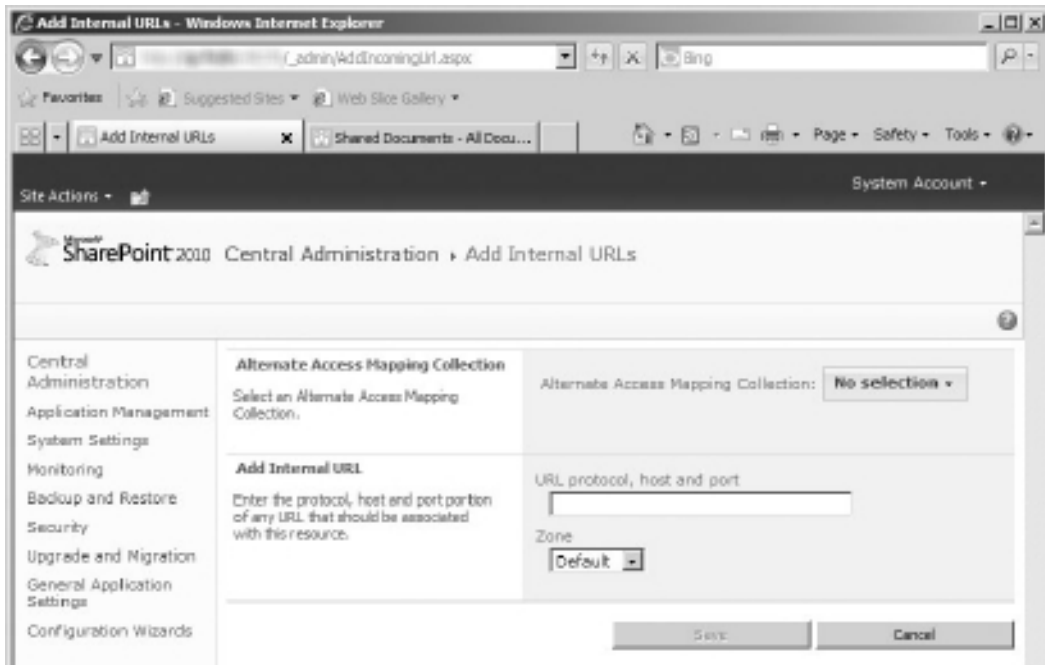 Add Internal URLs - Windows Internet Explorer
/_admin/AddIncomingUrl.aspx
Bing
Favorites
Suggested Sites
Web Slice Gallery
Add Internal URLs
Shared Documents - All Docu...
Page
Safety
Tools
Site Actions
System Account
Microsoft
SharePoint 2010
Central Administration
Add Internal URLs
Central
Administration
Application Management
System Settings
Monitoring
Backup and Restore
Security
Upgrade and Migration
General Application
Settings
Configuration Wizards
Alternate Access Mapping Collection
Select an Alternate Access Mapping
Collection.
Alternate Access Mapping Collection:
No selection
Add Internal URL
Enter the protocol, host and port portion
of any URL that should be associated
with this resource.
URL protocol, host and port
Zone
Default
Save
Cancel